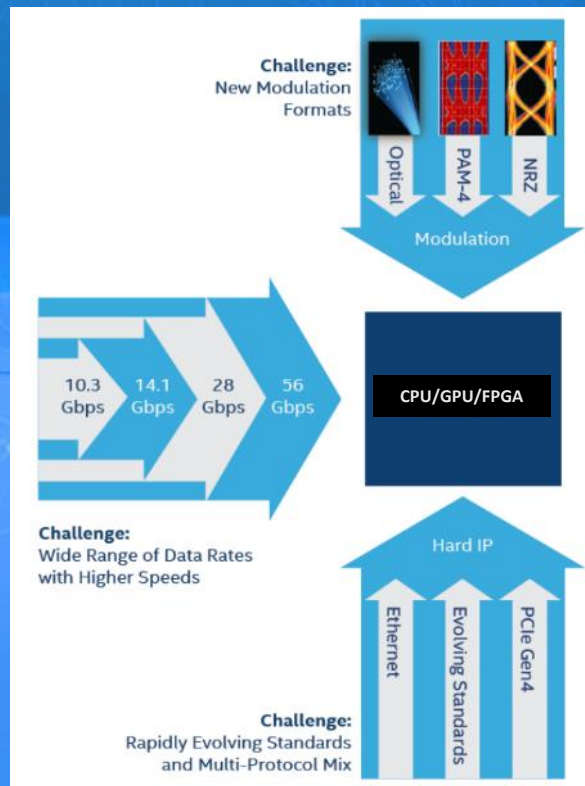 Challenge:
New Modulation
Formats
Optical
PAM-4
NRZ
Modulation
10.3
Gbps
14.1
Gbps
28
Gbps
56
Gbps
CPU/GPU/FPGA
Challenge:
Wide Range of Data Rates
with Higher Speeds
Hard IP
Ethernet
Evolving Standards
PCIe Gen4
Challenge:
Rapidly Evolving Standards
and Multi-Protocol Mix